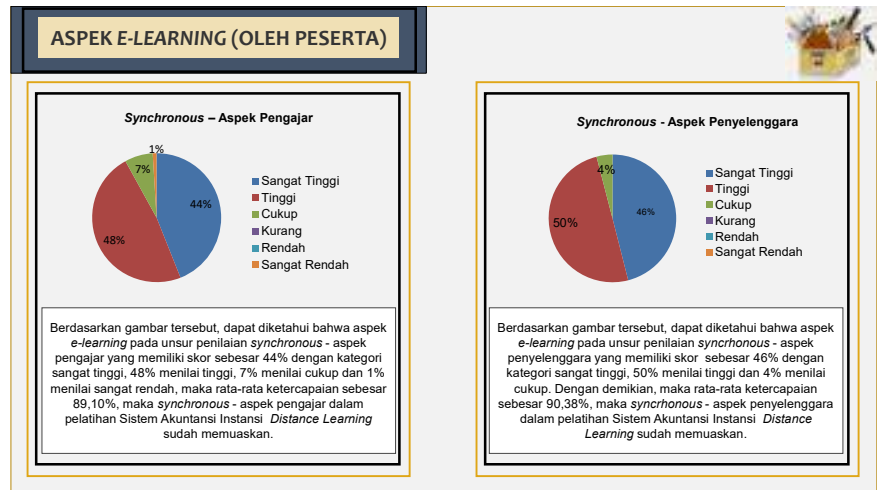 ASPEK E-LEARNING (OLEH PESERTA)
Synchronous – Aspek Pengajar
1%
7%
44%
48%
Sangat Tinggi
Tinggi
Cukup
Kurang
Rendah
Sangat Rendah
Berdasarkan gambar tersebut, dapat diketahui bahwa aspek
e-learning pada unsur penilaian synchronous - aspek
pengajar yang memiliki skor sebesar 44% dengan kategori
sangat tinggi, 48% menilai tinggi, 7% menilai cukup dan 1%
menilai sangat rendah, maka rata-rata ketercapaian sebesar
89,10%, maka synchronous - aspek pengajar dalam
pelatihan Sistem Akuntansi Instansi Distance Learning
sudah memuaskan.
Synchronous - Aspek Penyelenggara
4%
46%
50%
Sangat Tinggi
Tinggi
Cukup
Kurang
Rendah
Sangat Rendah
Berdasarkan gambar tersebut, dapat diketahui bahwa aspek
e-learning pada unsur penilaian syncrhonous - aspek
penyelenggara yang memiliki skor sebesar 46% dengan
kategori sangat tinggi, 50% menilai tinggi dan 4% menilai
cukup. Dengan demikian, maka rata-rata ketercapaian
sebesar 90,38%, maka syncrhonous - aspek penyelenggara
dalam pelatihan Sistem Akuntansi Instansi Distance
Learning sudah memuaskan.